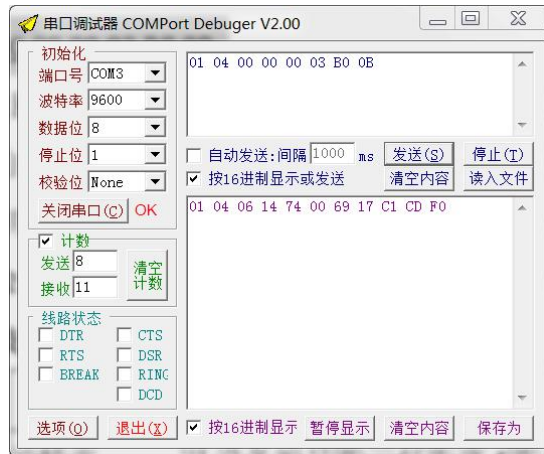 串口调试器 COMPort Debuger V2.00
初始化
端口号 COM3
波特率 9600
数据位 8
停止位 1
校验位 None
关闭串口(C) OK
计数
发送 8
接收 11
清空计数
线路状态
DTR CTS
RTS DSR
BREAK RING
DCD
选项(O) 退出(X)
01 04 00 00 00 03 B0 0B
自动发送:间隔 1000 ms 发送(S) 停止(T)
按16进制显示或发送 清空内容 读入文件
01 04 06 14 74 00 69 17 C1 CD F0
按16进制显示 暂停显示 清空内容 保存为